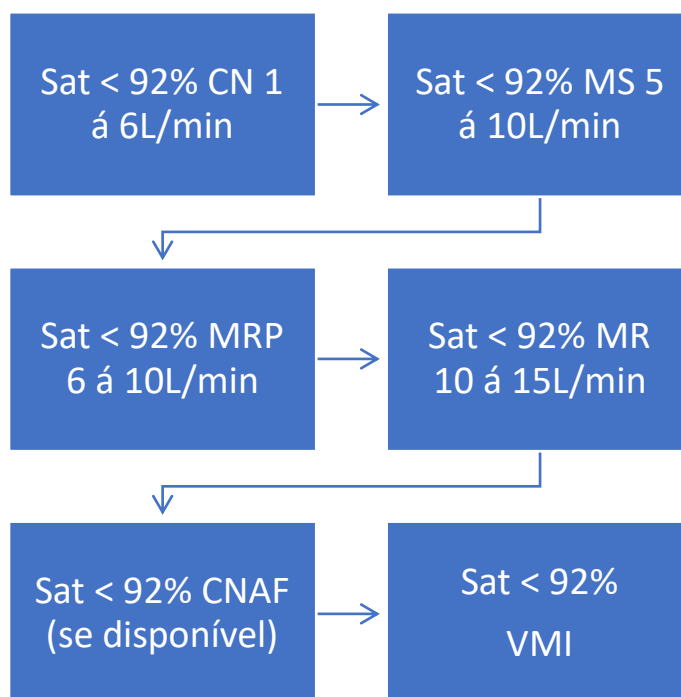 Sat < 92% CN 1
á 6L/min
Sat < 92% MS 5
á 10L/min
Sat < 92% MRP
6 á 10L/min
Sat < 92% MR
10 á 15L/min
Sat < 92% CNAF
(se disponível)
Sat < 92%
VMI